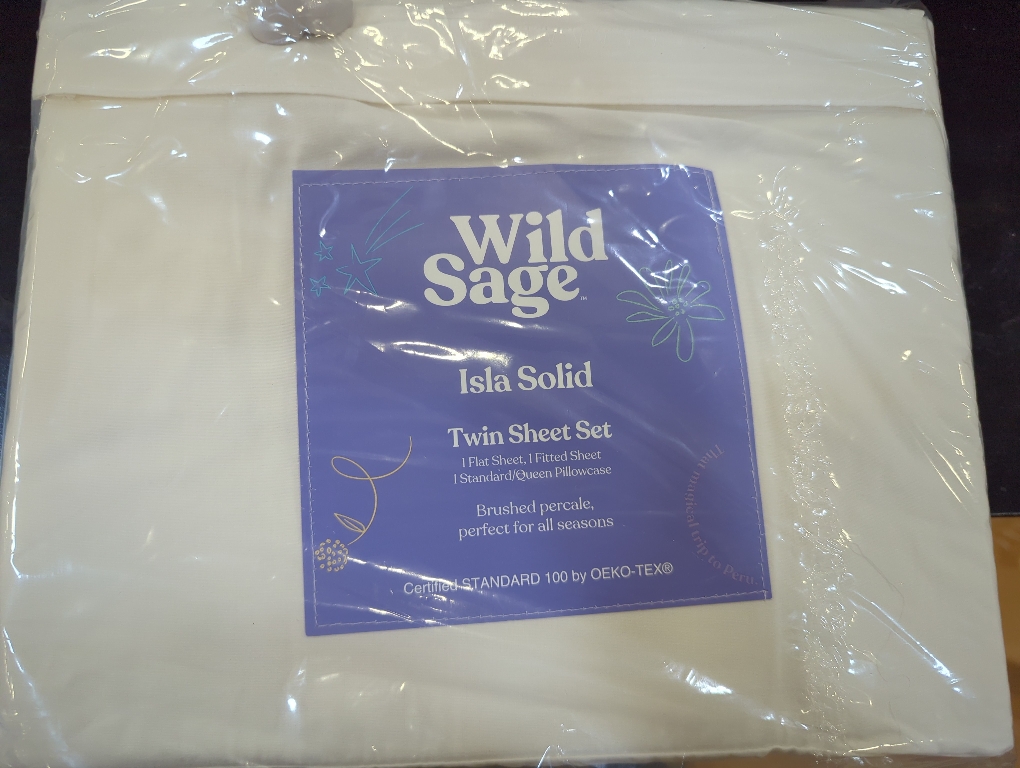 Wild
Sage™
Isla Solid
Twin Sheet Set
1 Flat Sheet, 1 Fitted Sheet
1 Standard/Queen Pillowcase
Brushed percale,
perfect for all seasons
That magical trip to Peru
Certified STANDARD 100 by OEKO-TEX®